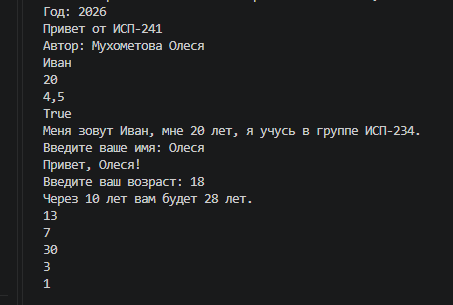 Год: 2026
Привет от ИСП-241
Автор: Мухометова Олеся
Иван
20
4,5
True
Меня зовут Иван, мне 20 лет, я учусь в группе ИСП-234.
Введите ваше имя: Олеся
Привет, Олеся!
Введите ваш возраст: 18
Через 10 лет вам будет 28 лет.
13
7
30
3
1